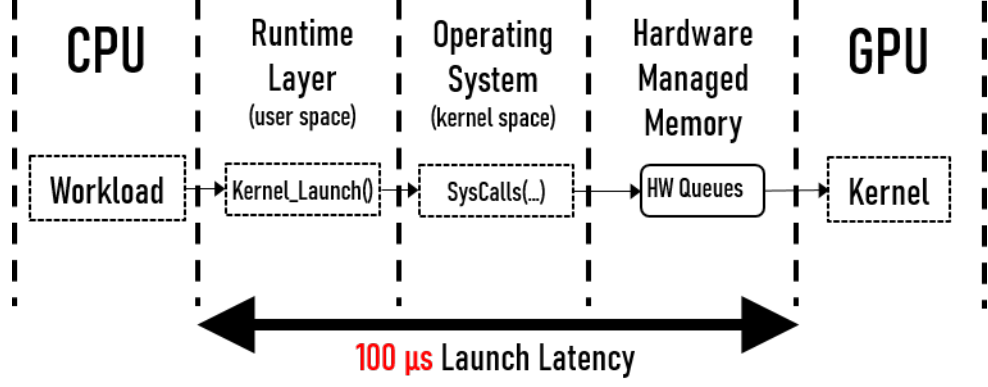 CPU
Runtime
Layer
(user space)
Operating
System
(kernel space)
Hardware
Managed
Memory
GPU
Workload
Kernel_Launch()
SysCalls(...)
HW Queues
Kernel
100 µs Launch Latency